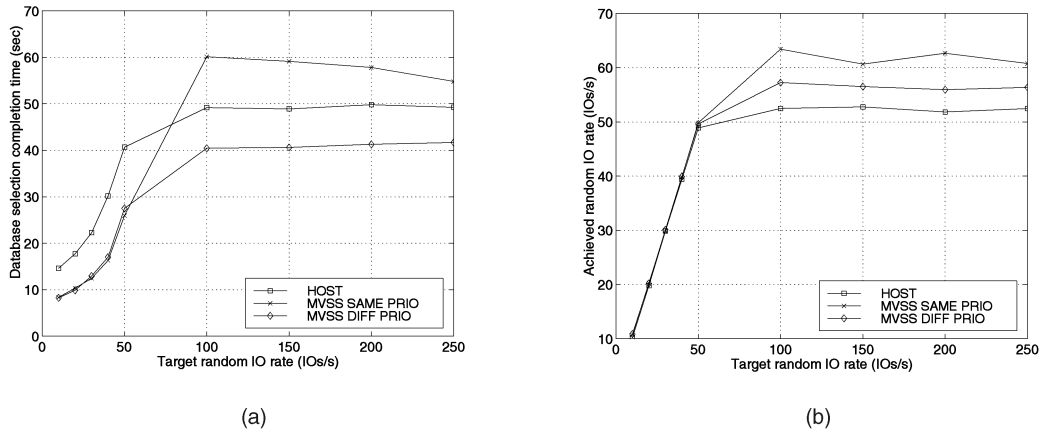 Database selection completion time (sec)
70
60
50
40
30
20
10
0
0
50
100
150
200
250
Target random IO rate (IOs/s)
HOST
MVSS SAME PRIO
MVSS DIFF PRIO
(a)
Achieved random IO rate (IOs/s)
70
60
50
40
30
20
10
0
50
100
150
200
250
Target random IO rate (IOs/s)
HOST
MVSS SAME PRIO
MVSS DIFF PRIO
(b)